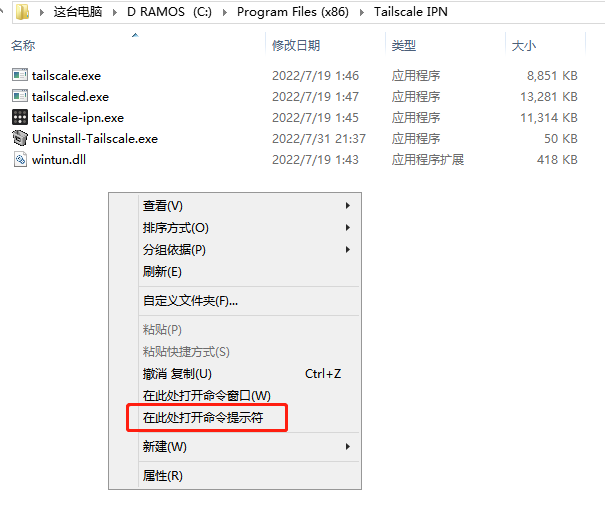 这台电脑 D RAMOS (C:) Program Files (x86) Tailscale IPN
名称 修改日期 类型 大小
tailscale.exe 2022/7/19 1:46 应用程序 8,851 KB
tailscaled.exe 2022/7/19 1:47 应用程序 13,281 KB
tailscale-ipn.exe 2022/7/19 1:45 应用程序 11,314 KB
Uninstall-Tailscale.exe 2022/7/31 21:37 应用程序 50 KB
wintun.dll 2022/7/19 1:43 应用程序扩展 418 KB
查看(V)
排序方式(O)
分组依据(P)
刷新(E)
自定义文件夹(F)...
粘贴(P)
粘贴快捷方式(S)
撤消 复制(U) Ctrl+Z
在此处打开命令窗口(W)
在此处打开命令提示符
新建(W)
属性(R)